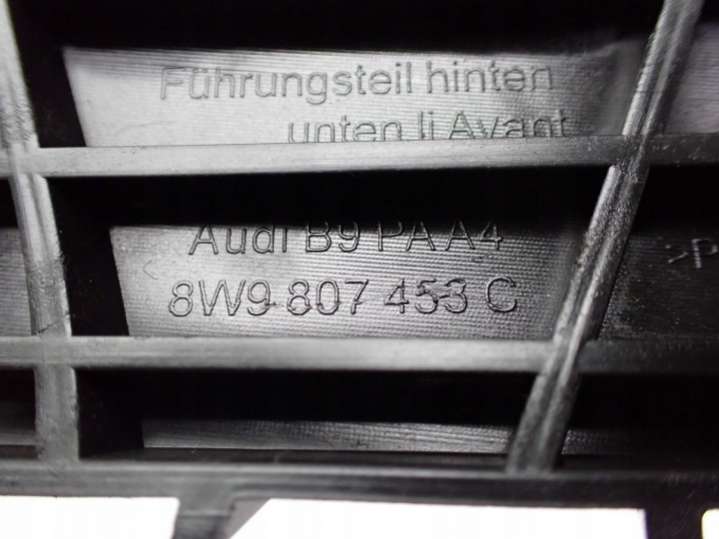 Führungsteil hinten
unten li Avant
Audi B9 PA A4
8W9 807 453 C
>P